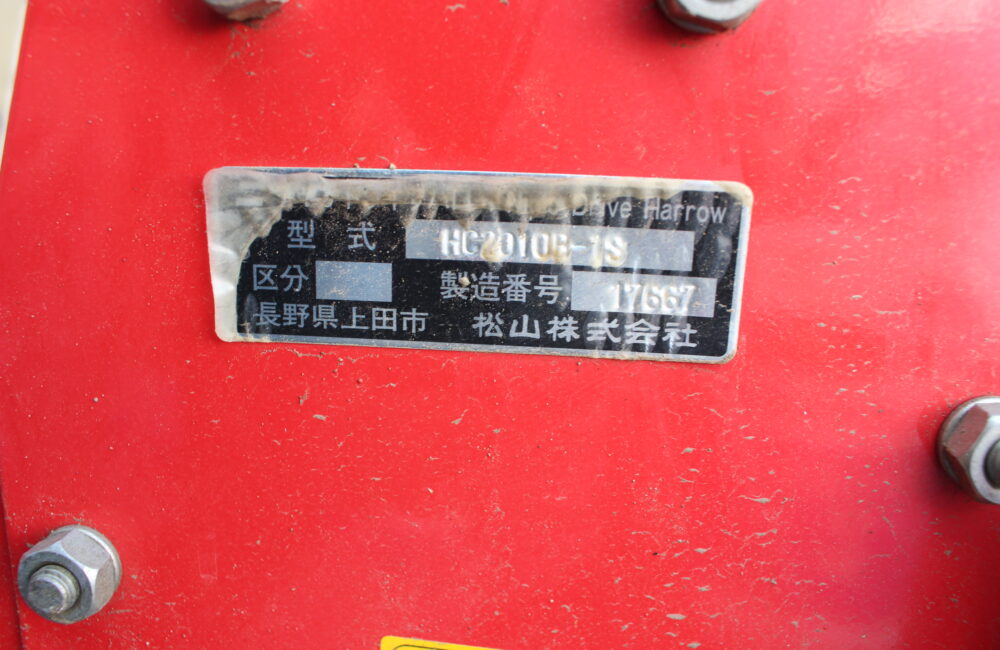 Drive Harrow
型式 HC2010B-1S
区分 製造番号 17667
長野県上田市 松山株式会社